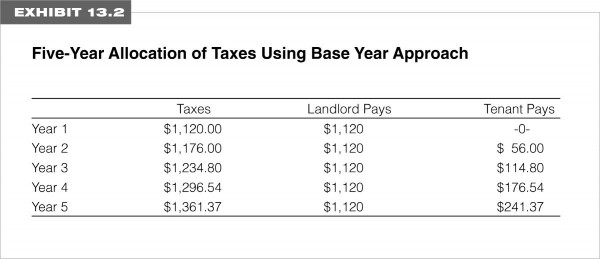 EXHIBIT 13.2
Five-Year Allocation of Taxes Using Base Year Approach
Taxes Landlord Pays Tenant Pays
Year 1 $1,120.00 $1,120 -0-
Year 2 $1,176.00 $1,120 $ 56.00
Year 3 $1,234.80 $1,120 $114.80
Year 4 $1,296.54 $1,120 $176.54
Year 5 $1,361.37 $1,120 $241.37